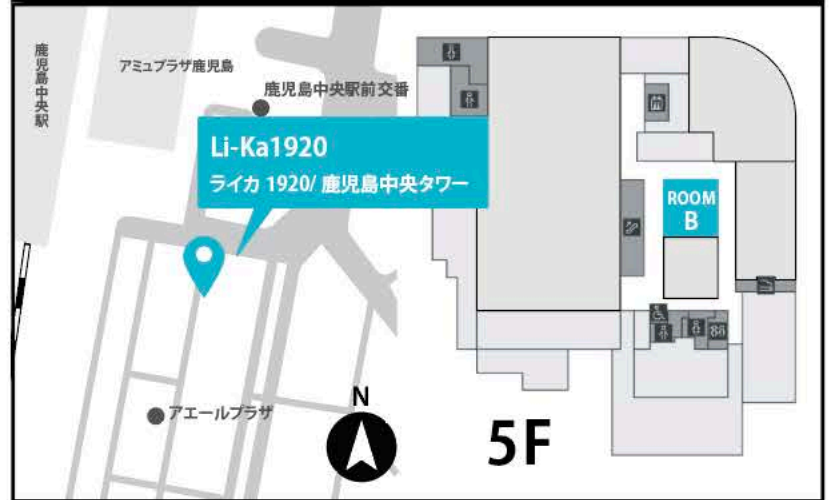 鹿児島中央駅
アミュプラザ鹿児島
鹿児島中央駅前交番
Li-Ka1920
ライカ 1920/ 鹿児島中央タワー
アエールプラザ
N
5F
ROOM
B